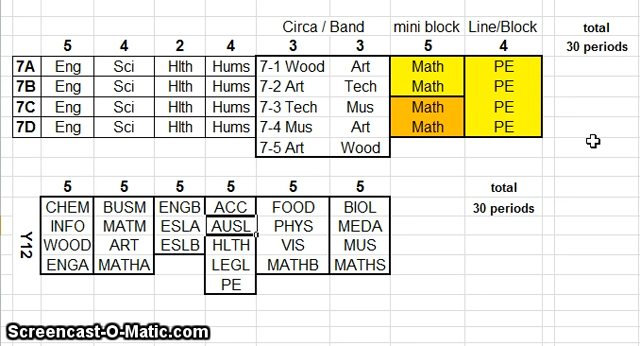 Circa / Band mini block Line/Block total
5 4 2 4 3 3 5 4 30 periods
7A Eng Sci Hlth Hums 7-1 Wood Art Math PE
7B Eng Sci Hlth Hums 7-2 Art Tech Math PE
7C Eng Sci Hlth Hums 7-3 Tech Mus Math PE
7D Eng Sci Hlth Hums 7-4 Mus Art Math PE
7-5 Art Wood
5 5 5 5 5 5 total
CHEM BUSM ENGB ACC FOOD BIOL 30 periods
INFO MATM ESLA AUSL PHYS MEDA
WOOD ART ESLB HLTH VIS MUS
ENGA MATHA LEGL MATHB MATHS
PE
Y12
Screencast-O-Matic.com